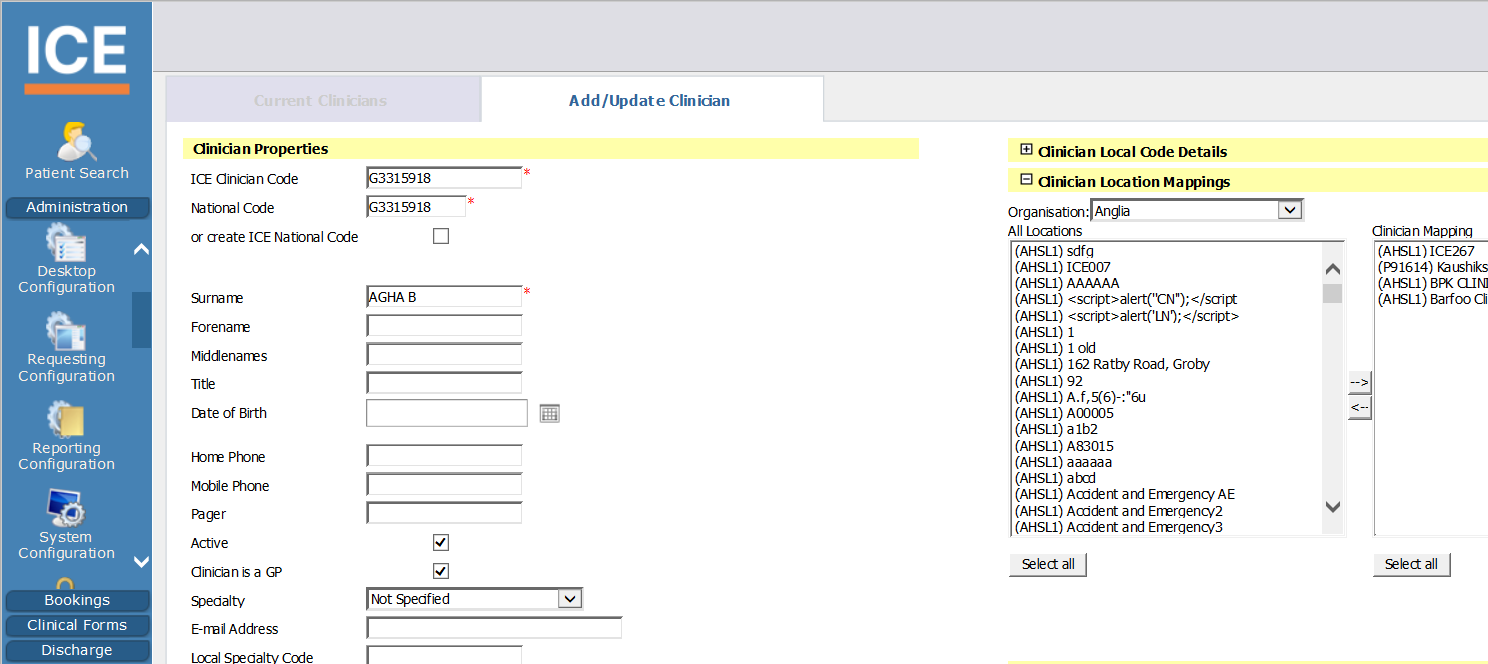 ICE
Patient Search
Administration
Desktop
Configuration
Requesting
Configuration
Reporting
Configuration
System
Configuration
Bookings
Clinical Forms
Discharge
Current Clinicians
Add/Update Clinician
Clinician Properties
ICE Clinician Code G3315918 *
National Code G3315918 *
or create ICE National Code
Surname AGHA B *
Forename
Middlenames
Title
Date of Birth
Home Phone
Mobile Phone
Pager
Active
Clinician is a GP
Specialty Not Specified
E-mail Address
Local Specialty Code
Clinician Local Code Details
Clinician Location Mappings
Organisation: Anglia
All Locations
(AHSL1) sdfg
(AHSL1) ICE007
(AHSL1) AAAAAA
(AHSL1) <script>alert("CN");</script
(AHSL1) <script>alert('LN');</script>
(AHSL1) 1
(AHSL1) 1 old
(AHSL1) 162 Ratby Road, Groby
(AHSL1) 92
(AHSL1) A.f,5(6)-:"6u
(AHSL1) A00005
(AHSL1) a1b2
(AHSL1) A83015
(AHSL1) aaaaaa
(AHSL1) abcd
(AHSL1) Accident and Emergency AE
(AHSL1) Accident and Emergency2
(AHSL1) Accident and Emergency3
Select all
-->
<--
Clinician Mapping
(AHSL1) ICE267
(P91614) Kaushiks
(AHSL1) BPK CLINI
(AHSL1) Barfoo Cli
Select all